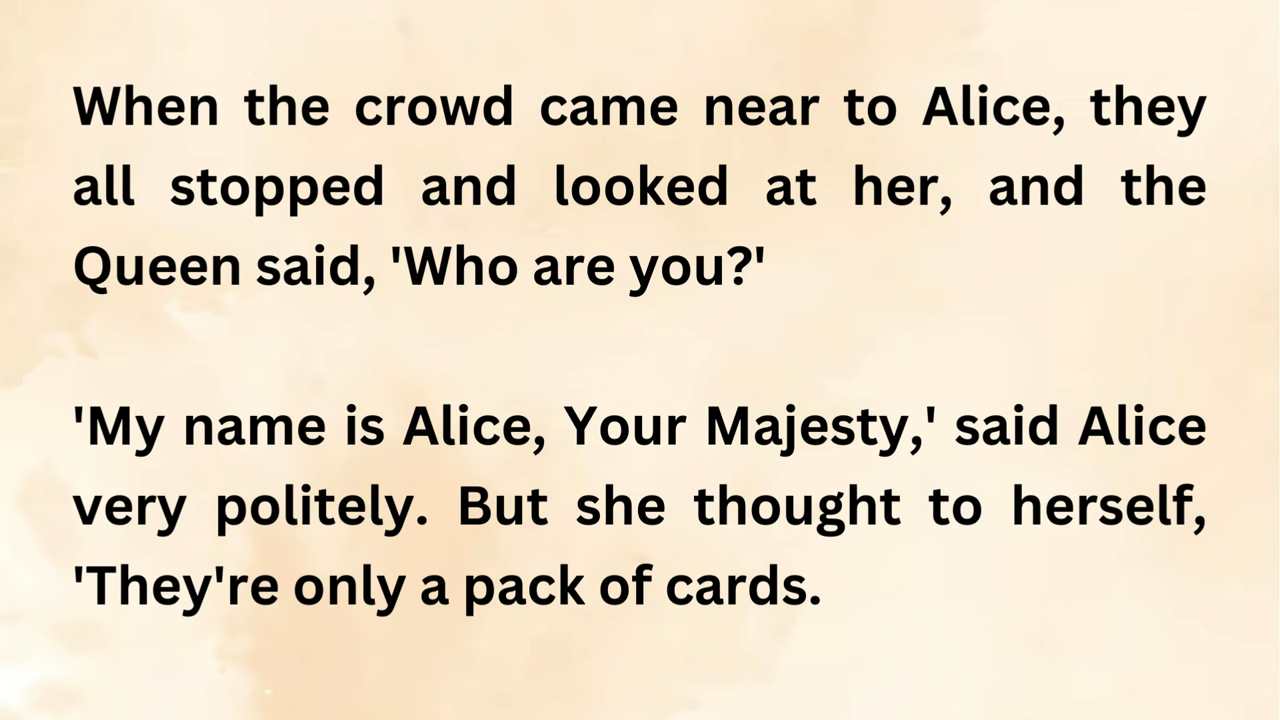 When the crowd came near to Alice, they
all stopped and looked at her, and the
Queen said, 'Who are you?'
'My name is Alice, Your Majesty,' said Alice
very politely. But she thought to herself,
'They're only a pack of cards.